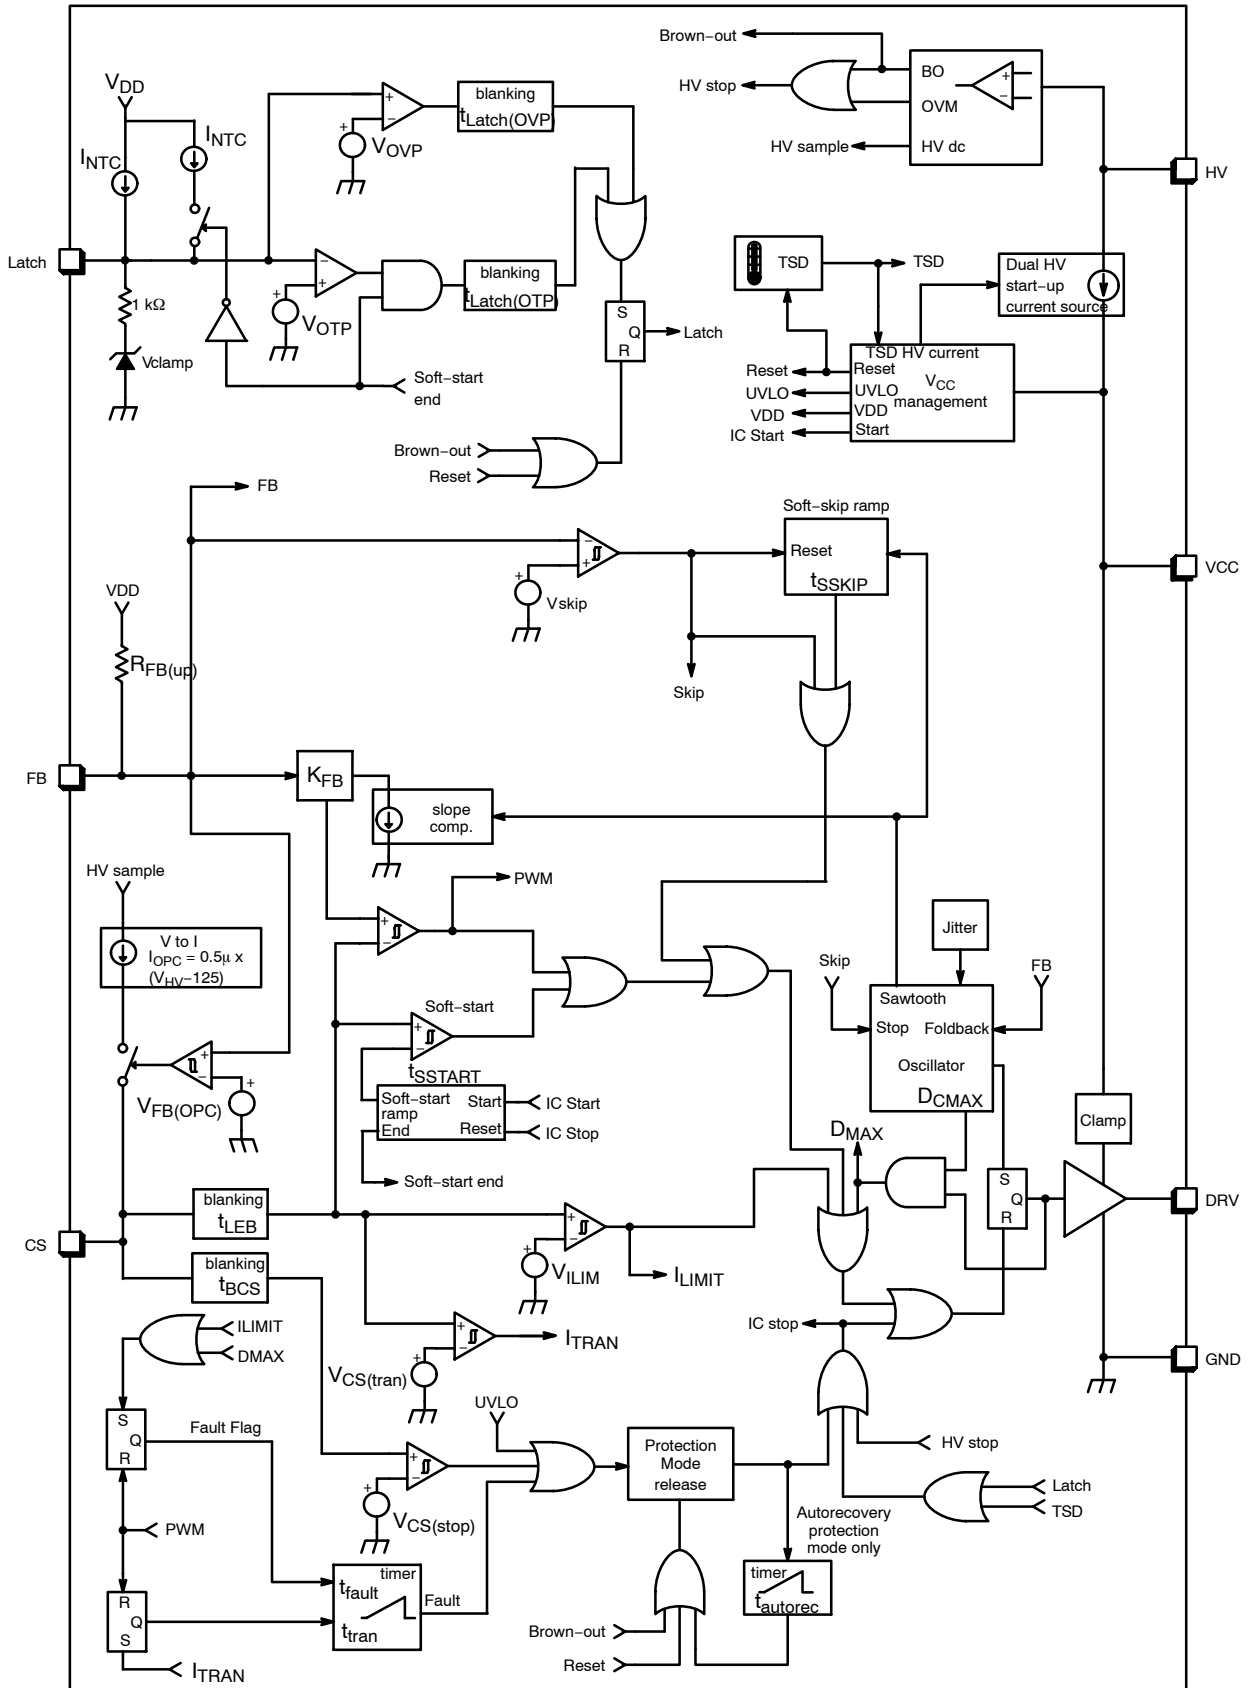 Brown−out
HV stop
BO
+
−
OVM
HV sample
HV dc
HV
VDD
INTC
INTC
+
−
blanking
tLatch(OVP)
+
VOVP
Latch
−
+
blanking
tLatch(OTP)
+
VOTP
1 kΩ
Vclamp
Soft−start
end
S
Q
R
Latch
Brown−out
Reset
TSD
TSD
Dual HV
start−up
current source
TSD HV current
Reset
Reset
UVLO
UVLO
VCC
management
VDD
VDD
IC Start
Start
FB
−
+
+
Vskip
Soft−skip ramp
Reset
tSSKIP
VCC
Skip
VDD
RFB(up)
FB
KFB
slope
comp.
HV sample
V to I
IOPC = 0.5μ x
(VHV−125)
+
−
PWM
Soft−start
+
−
tSSTART
+
−
+
VFB(OPC)
Soft−start
ramp
End
Start
Reset
IC Start
IC Stop
Soft−start end
Jitter
Skip
FB
Sawtooth
Stop
Foldback
Oscillator
DCMAX
DMAX
Clamp
S
Q
R
DRV
CS
blanking
tLEB
blanking
tBCS
+
−
+
VILIM
ILIMIT
ILIMIT
DMAX
+
−
+
VCS(tran)
ITRAN
IC stop
GND
S
Q
R
Fault Flag
UVLO
+
−
+
VCS(stop)
Protection
Mode
release
HV stop
Latch
TSD
Autorecovery
protection
mode only
PWM
R
Q
S
ITRAN
timer
tfault
ttran
Fault
timer
tautorec
Brown−out
Reset